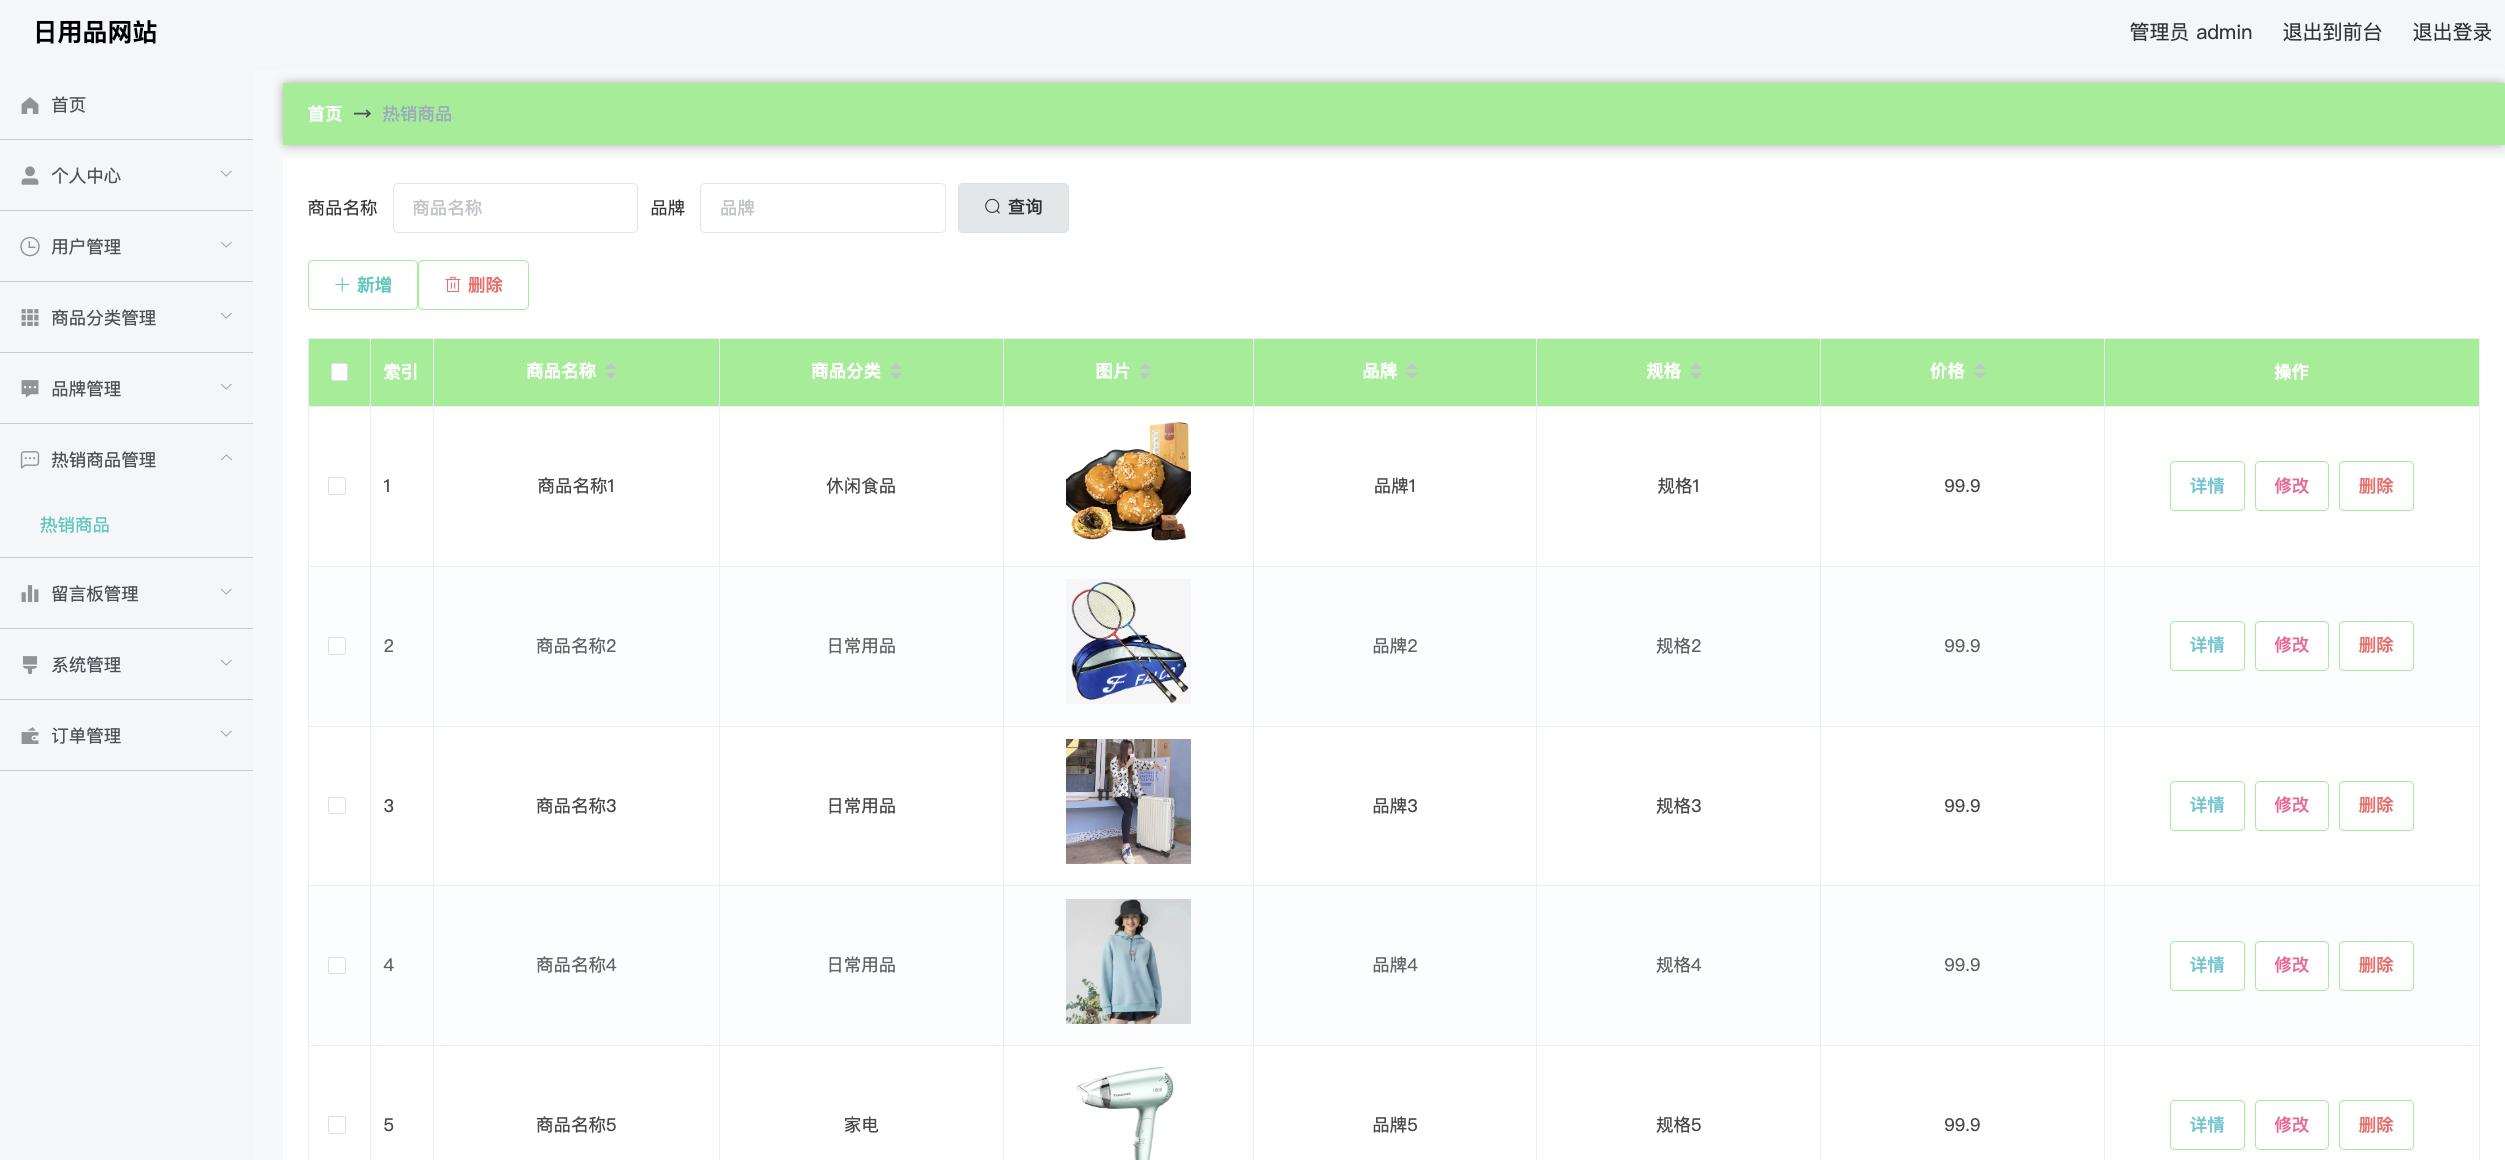 日用品网站
管理员 admin 退出到前台 退出登录
首页
个人中心
用户管理
商品分类管理
品牌管理
热销商品管理
热销商品
留言板管理
系统管理
订单管理
首页 → 热销商品
商品名称 商品名称 品牌 品牌 查询
新增 删除
索引 商品名称 商品分类 图片 品牌 规格 价格 操作
1 商品名称1 休闲食品 品牌1 规格1 99.9 详情 修改 删除
2 商品名称2 日常用品 品牌2 规格2 99.9 详情 修改 删除
3 商品名称3 日常用品 品牌3 规格3 99.9 详情 修改 删除
4 商品名称4 日常用品 品牌4 规格4 99.9 详情 修改 删除
5 商品名称5 家电 品牌5 规格5 99.9 详情 修改 删除